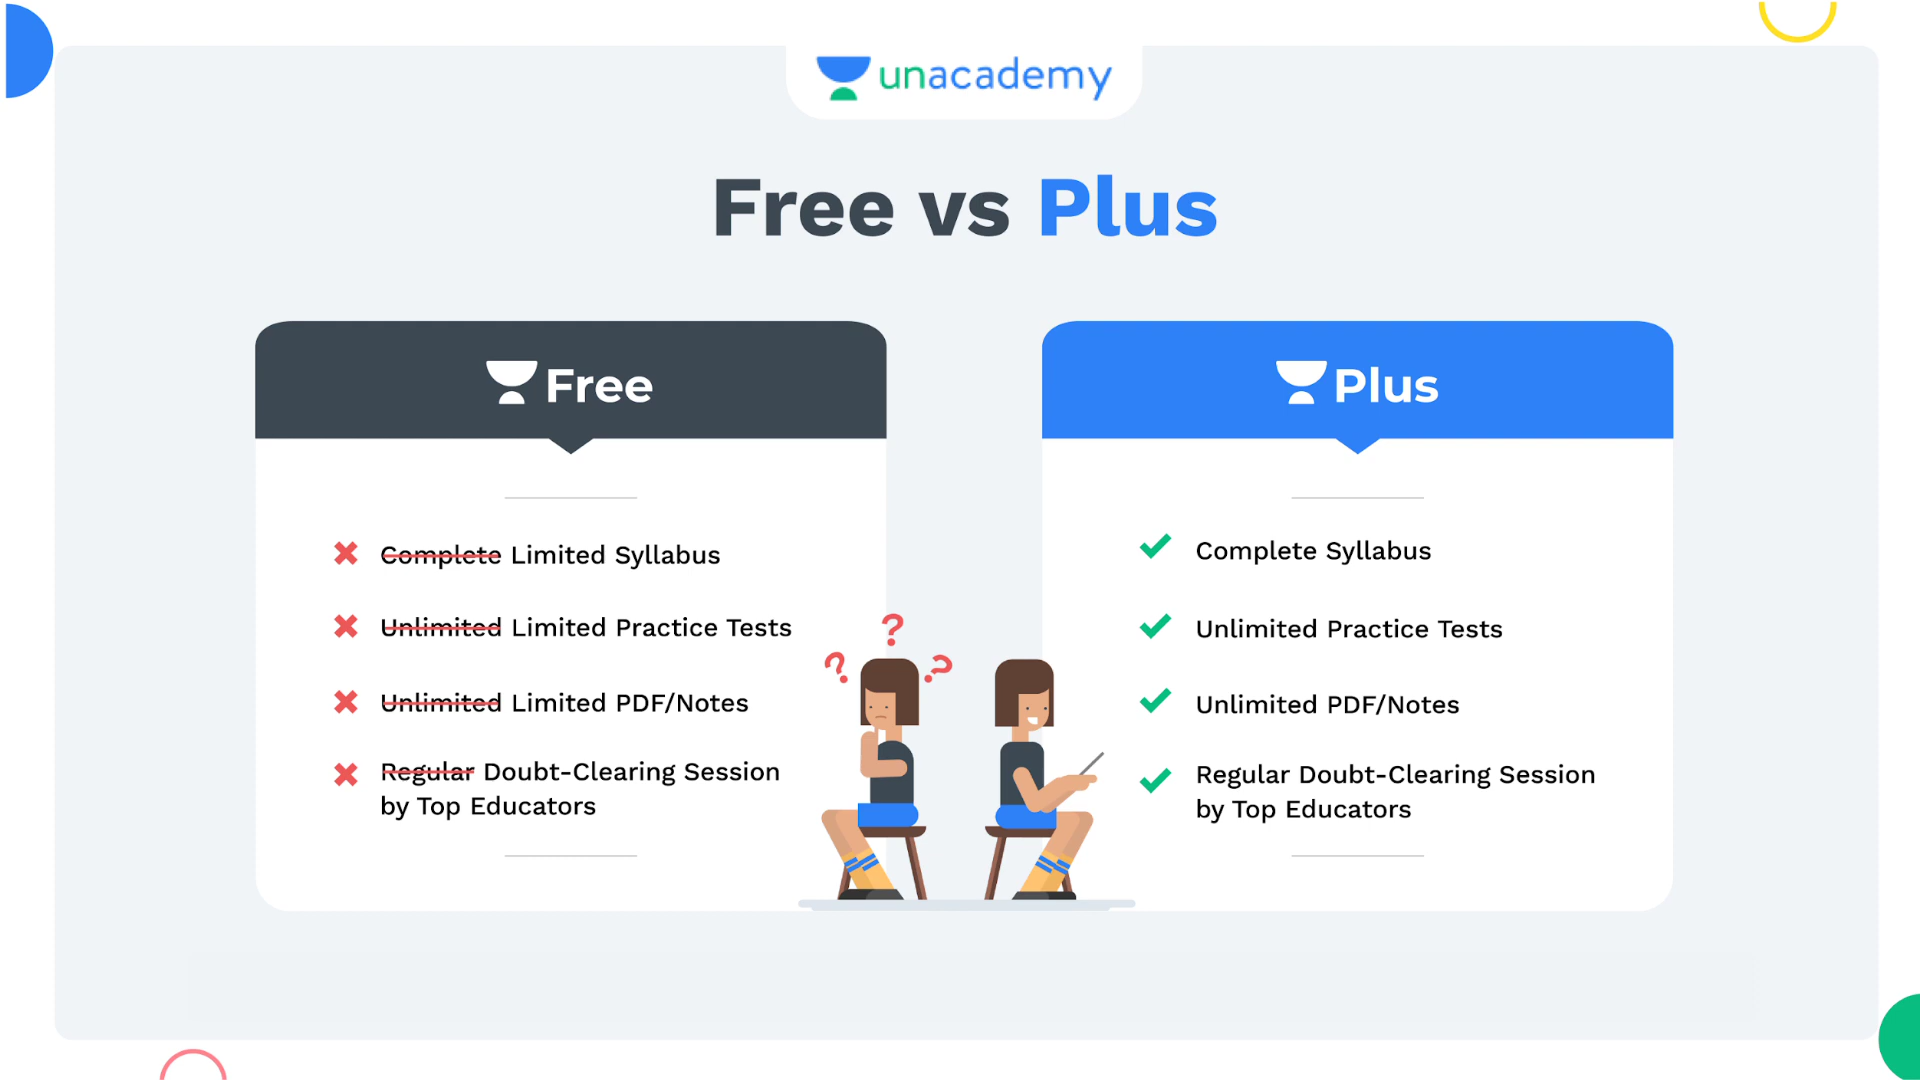 unacademy
Free vs Plus
Free
Complete Limited Syllabus
Unlimited Limited Practice Tests
Unlimited Limited PDF/Notes
Regular Doubt-Clearing Session
by Top Educators
? ? ?
Plus
Complete Syllabus
Unlimited Practice Tests
Unlimited PDF/Notes
Regular Doubt-Clearing Session
by Top Educators